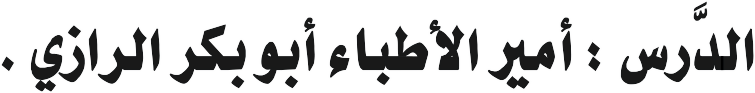 الدَّرس : أمير الأطباء أبو بكر الرازي .